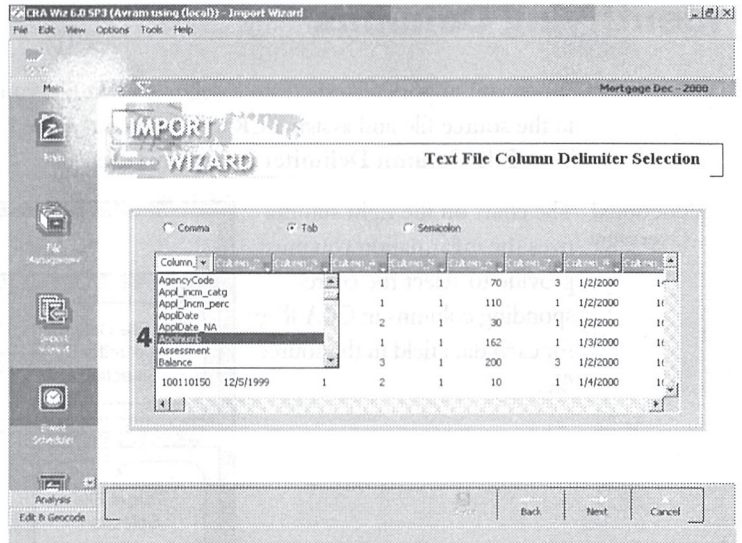 CRA Wiz 6.0 SP3 (Avram using (local)) - Import Wizard
File Edit View Options Tools Help
Main
Mortgage Dec - 2000
IMPORT
WIZARD
Text File Column Delimiter Selection
File
Management
Import
Wizard
Event
Scheduler
Analysis
Edit & Geocode
Comma Tab Semicolon
Column_
AgencyCode
Appl_incm_catg
Appl_Incm_perc
ApplDate
ApplDate_NA
4 Applnumb
Assessment
Balance
70 3 1/2/2000
1 1 110 1 1/2/2000
2 1 30 1 1/2/2000
1 1 162 1 1/3/2000
3 1 200 3 1/2/2000
100110150 12/5/1999 1 2 1 10 1 1/4/2000
Back Next Cancel